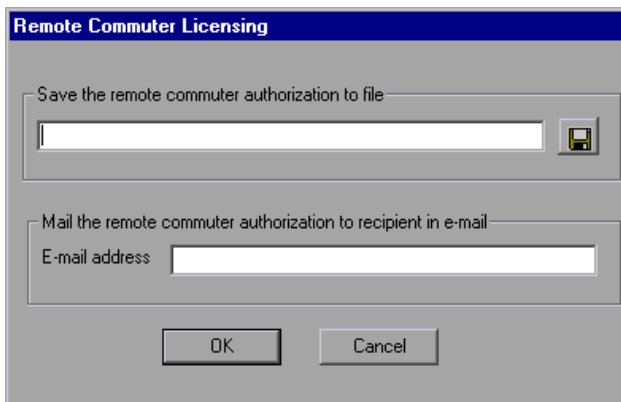 Remote Commuter Licensing
Save the remote commuter authorization to file
Mail the remote commuter authorization to recipient in e-mail
E-mail address
OK Cancel